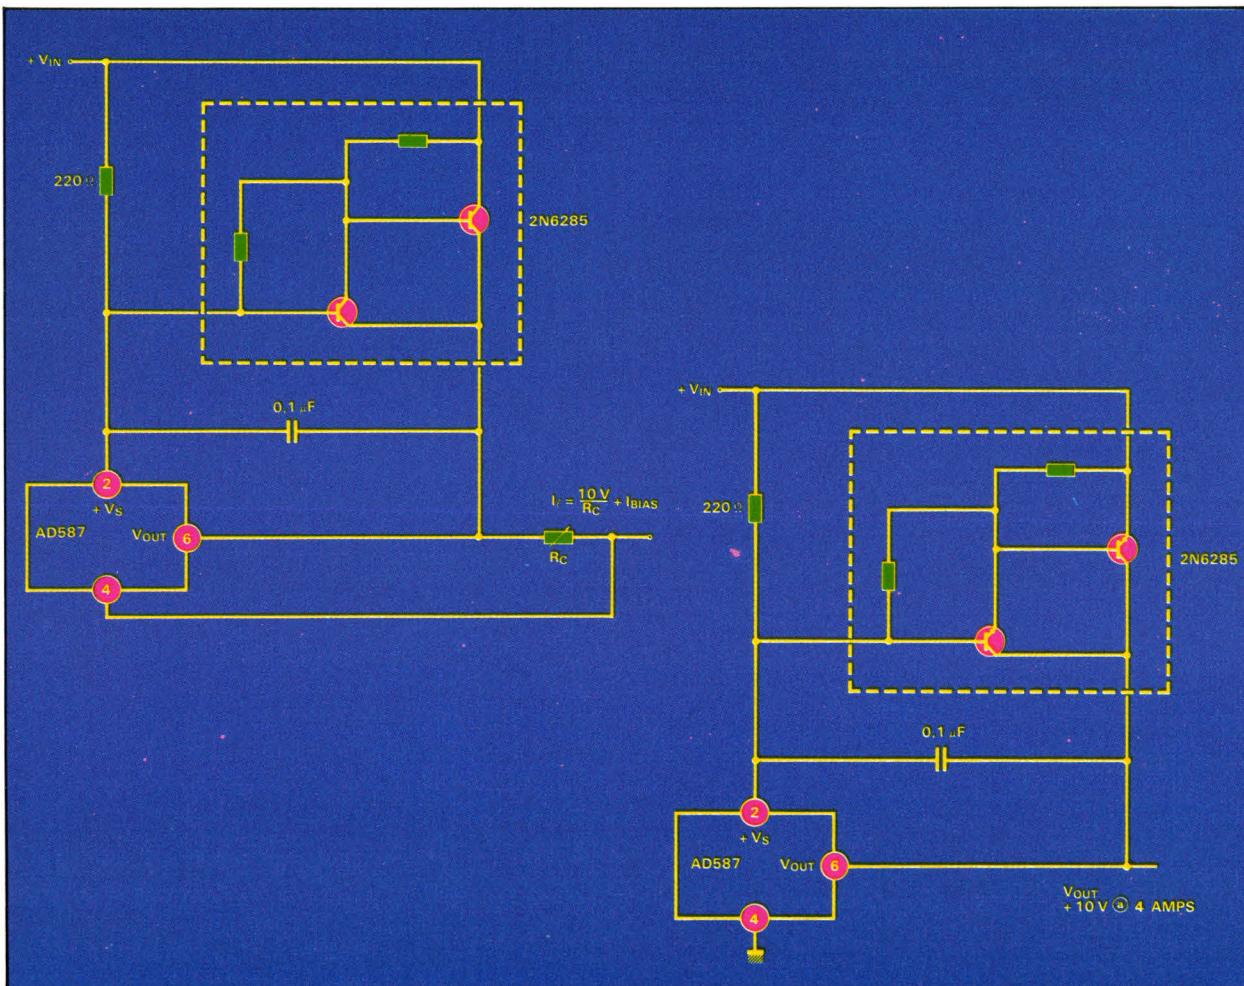 + VIN
220 Ω
2N6285
0,1 µF
2
+ VS
AD587
VOUT
6
4
IL = 10 V / RC + IBIAS
RC
+ VIN
220 Ω
2N6285
0,1 µF
2
+ VS
AD587
VOUT
6
4
VOUT
+ 10 V @ 4 AMPS